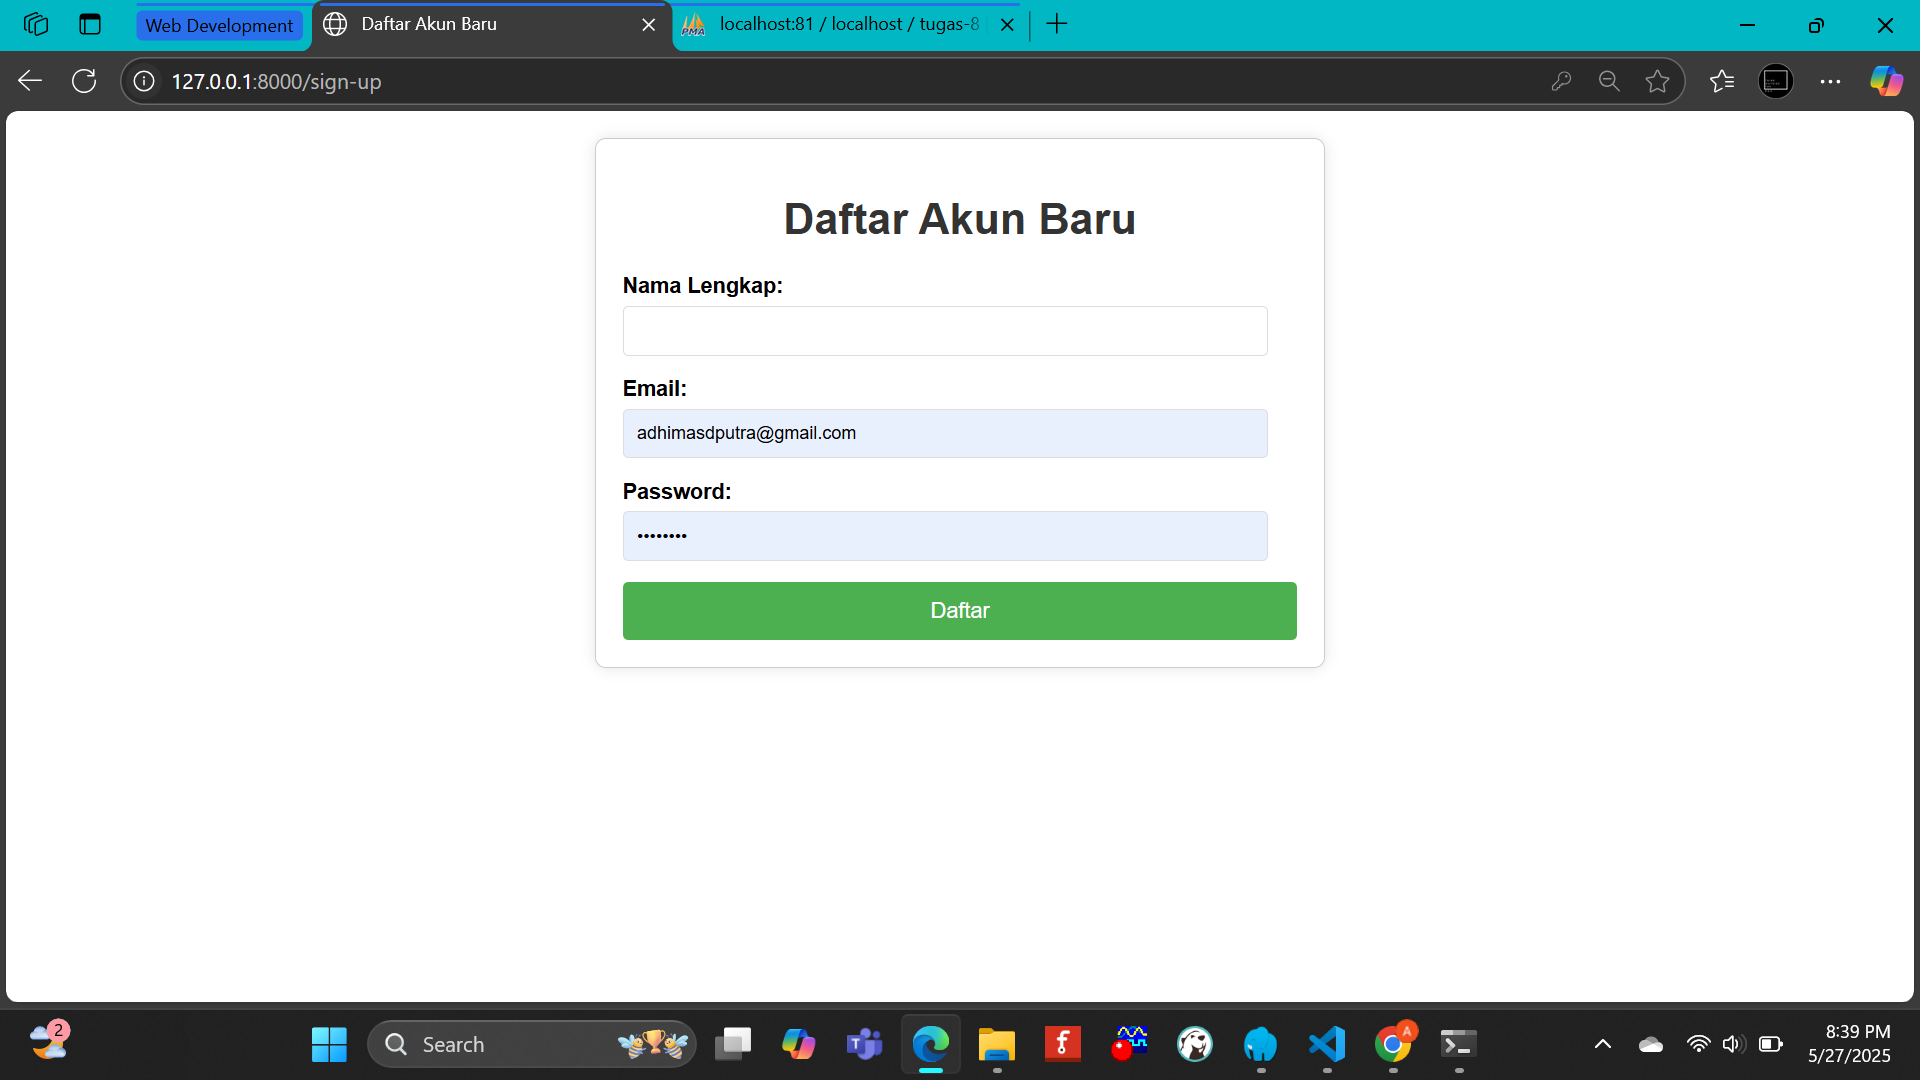 Web Development
Daftar Akun Baru
PMA
localhost:81 / localhost / tugas-8
127.0.0.1:8000/sign-up
Daftar Akun Baru
Nama Lengkap:
Email:
adhimasdputra@gmail.com
Password:
••••••••
Daftar
2
Search
T
f
A
8:39 PM
5/27/2025